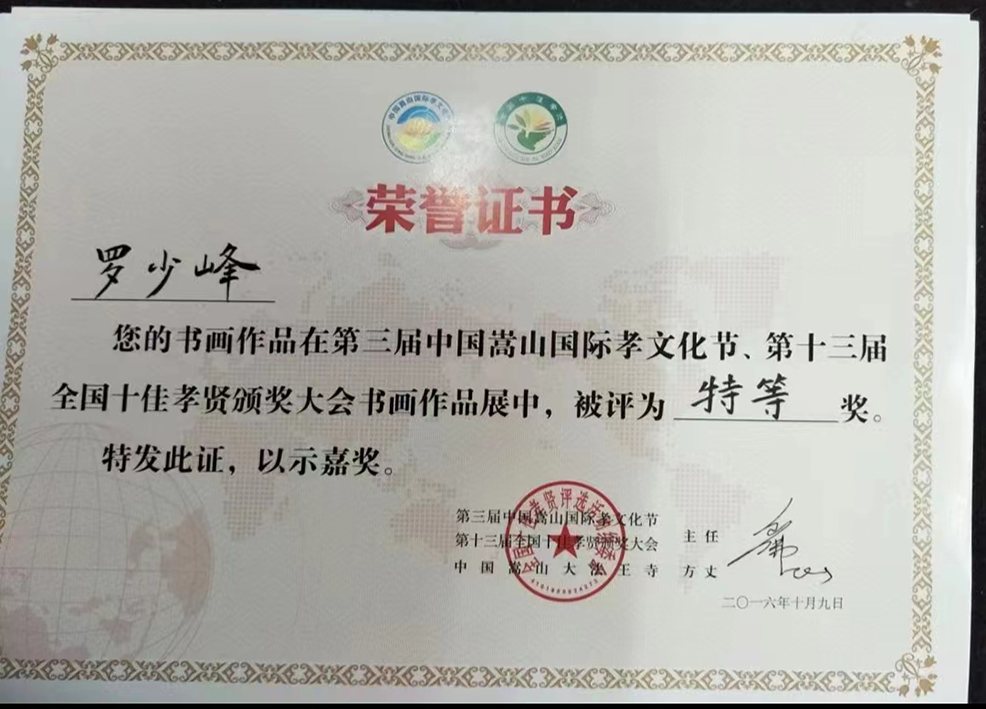 荣誉证书
罗少峰
您的书画作品在第三届中国嵩山国际孝文化节、第十三届
全国十佳孝贤颁奖大会书画作品展中，被评为 特等 奖。
特发此证，以示嘉奖。
第三届中国嵩山国际孝文化节
第十三届全国十佳孝贤颁奖大会 主任
中国嵩山大法王寺 方丈
二〇一六年十月九日